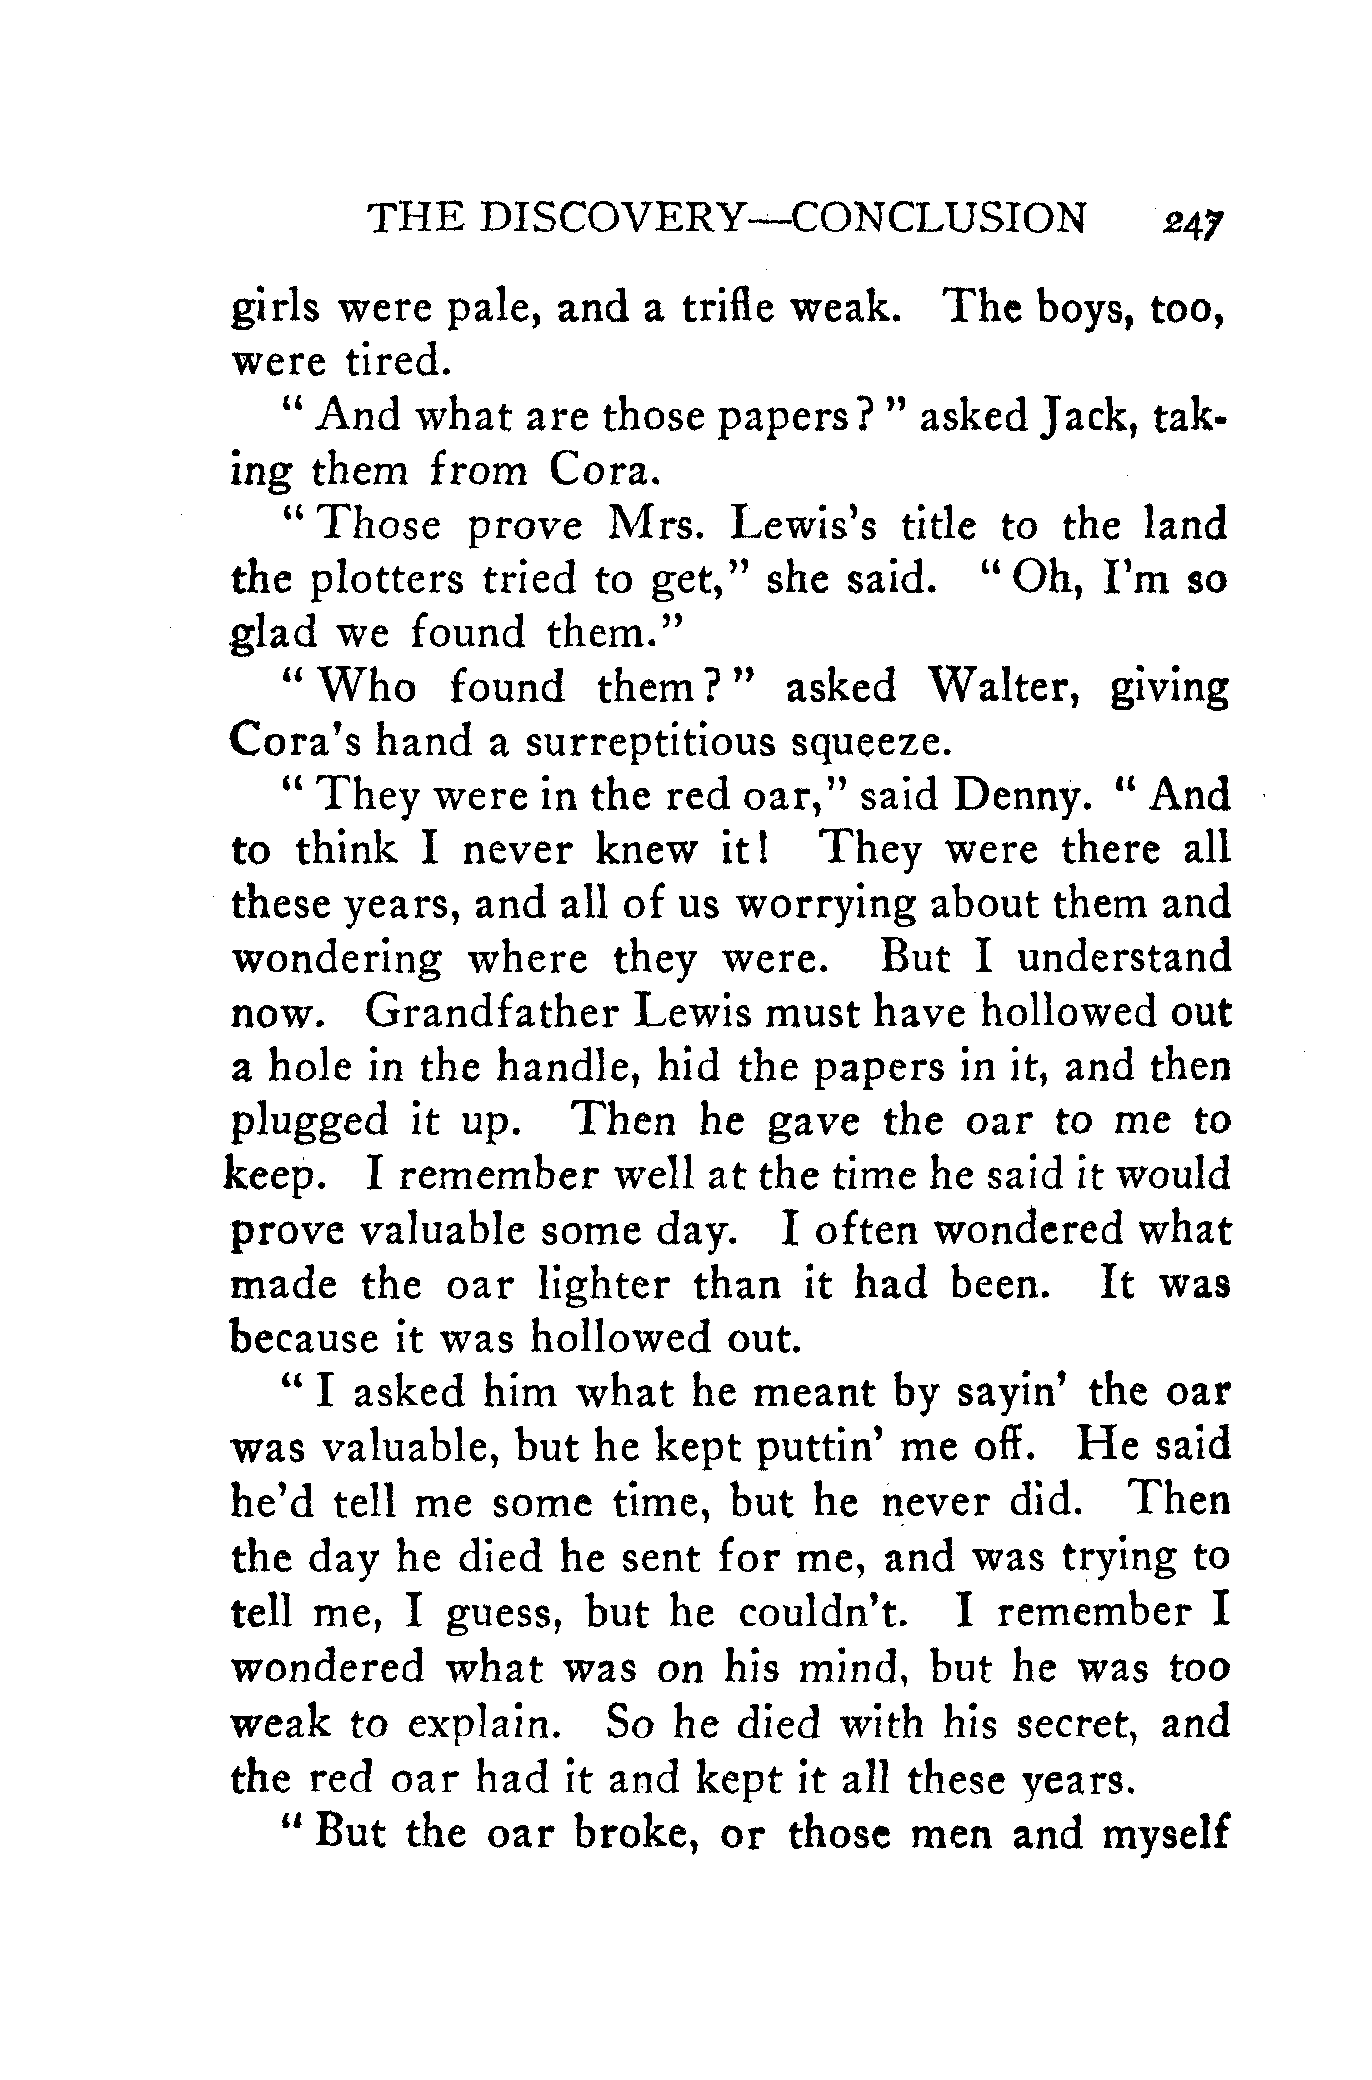 THE DISCOVERY—CONCLUSION 247
girls were pale, and a trifle weak. The boys, too,
were tired.
" And what are those papers? " asked Jack, tak-
ing them from Cora.
" Those prove Mrs. Lewis's title to the land
the plotters tried to get," she said. " Oh, I'm so
glad we found them."
" Who found them? " asked Walter, giving
Cora's hand a surreptitious squeeze.
" They were in the red oar," said Denny. " And
to think I never knew it! They were there all
these years, and all of us worrying about them and
wondering where they were. But I understand
now. Grandfather Lewis must have hollowed out
a hole in the handle, hid the papers in it, and then
plugged it up. Then he gave the oar to me to
keep. I remember well at the time he said it would
prove valuable some day. I often wondered what
made the oar lighter than it had been. It was
because it was hollowed out.
" I asked him what he meant by sayin' the oar
was valuable, but he kept puttin' me off. He said
he'd tell me some time, but he never did. Then
the day he died he sent for me, and was trying to
tell me, I guess, but he couldn't. I remember I
wondered what was on his mind, but he was too
weak to explain. So he died with his secret, and
the red oar had it and kept it all these years.
" But the oar broke, or those men and myself